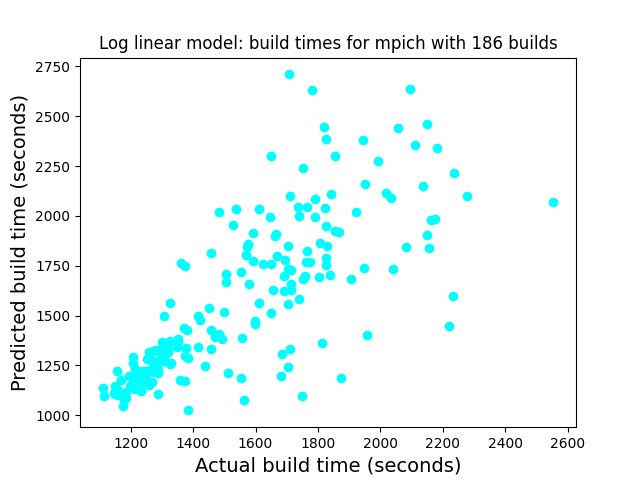 Log linear model: build times for mpich with 186 builds
Predicted build time (seconds)
2750
2500
2250
2000
1750
1500
1250
1000
1200 1400 1600 1800 2000 2200 2400 2600
Actual build time (seconds)